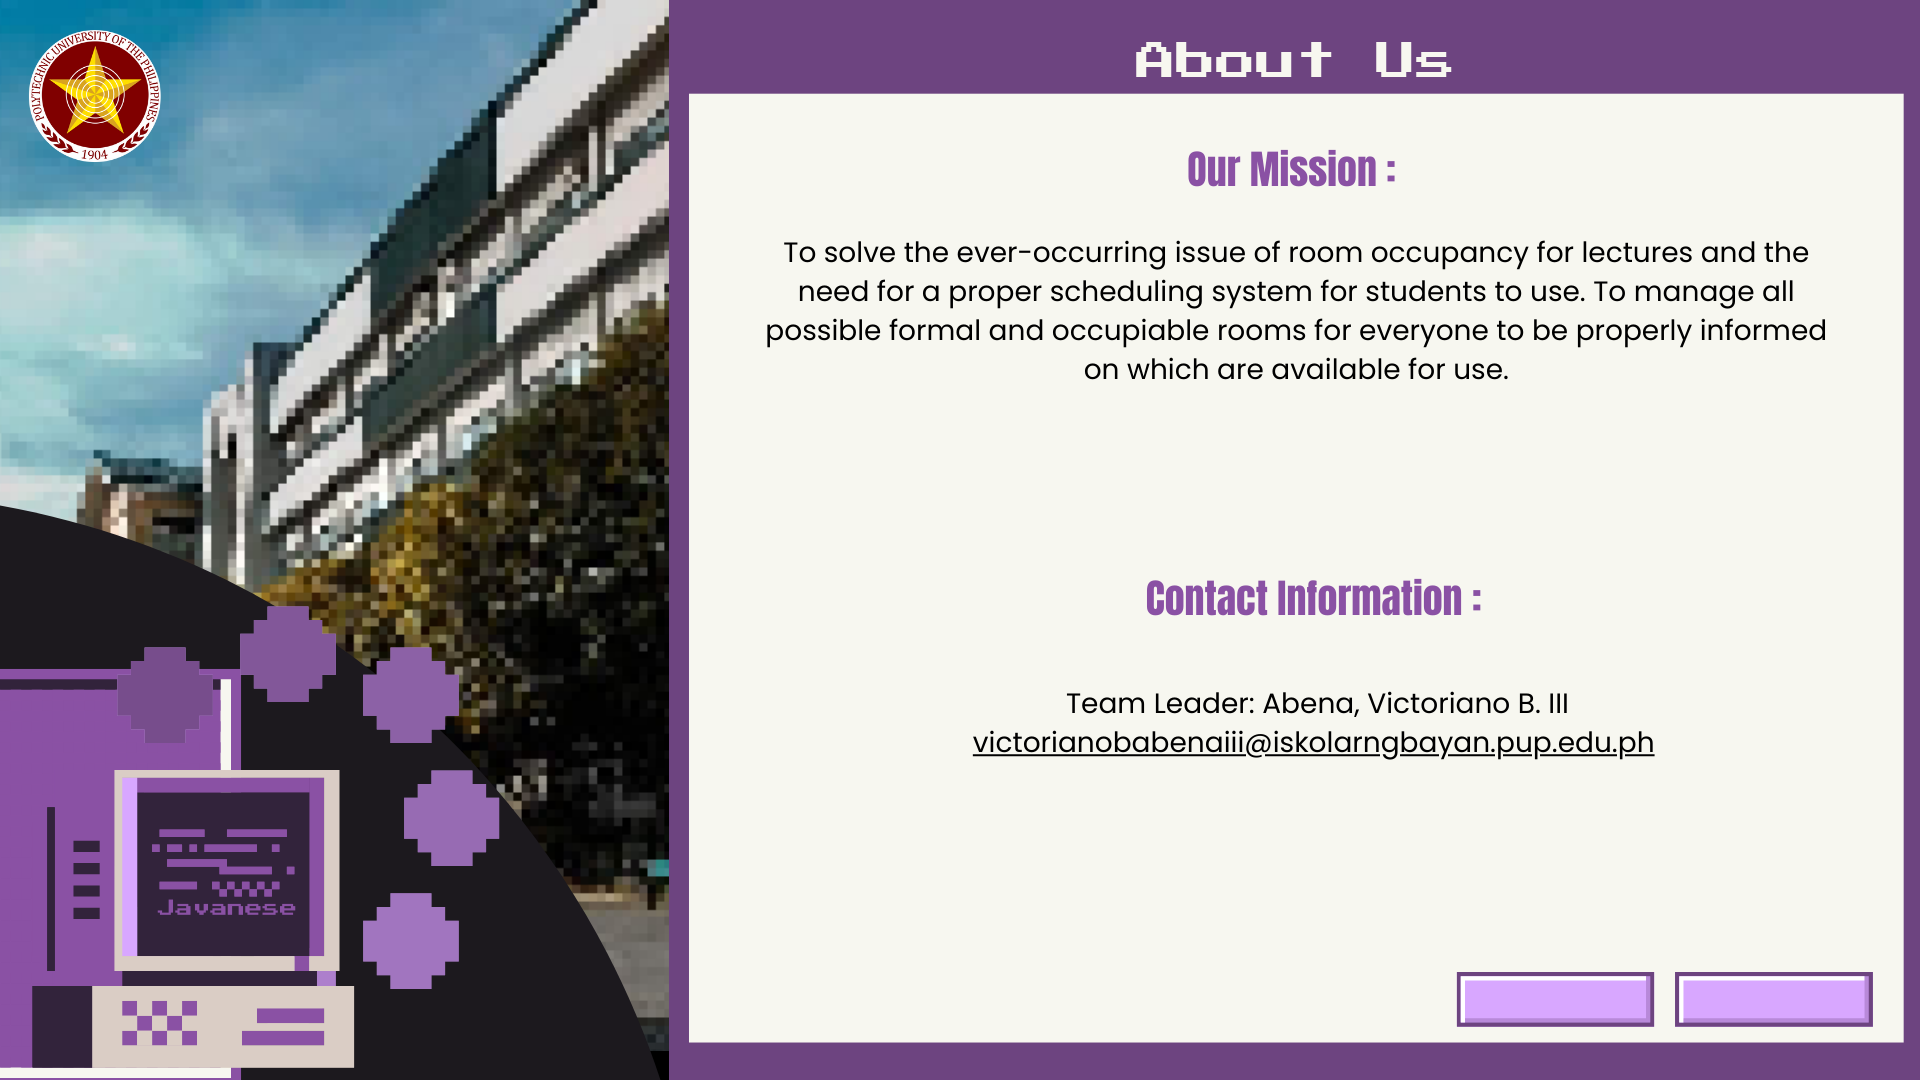 POLYTECHNIC UNIVERSITY OF THE PHILIPPINES
1904
About Us
Our Mission :
To solve the ever-occurring issue of room occupancy for lectures and the
need for a proper scheduling system for students to use. To manage all
possible formal and occupiable rooms for everyone to be properly informed
on which are available for use.
Contact Information :
Team Leader: Abena, Victoriano B. III
victorianobabenaiii@iskolarngbayan.pup.edu.ph
Javanese